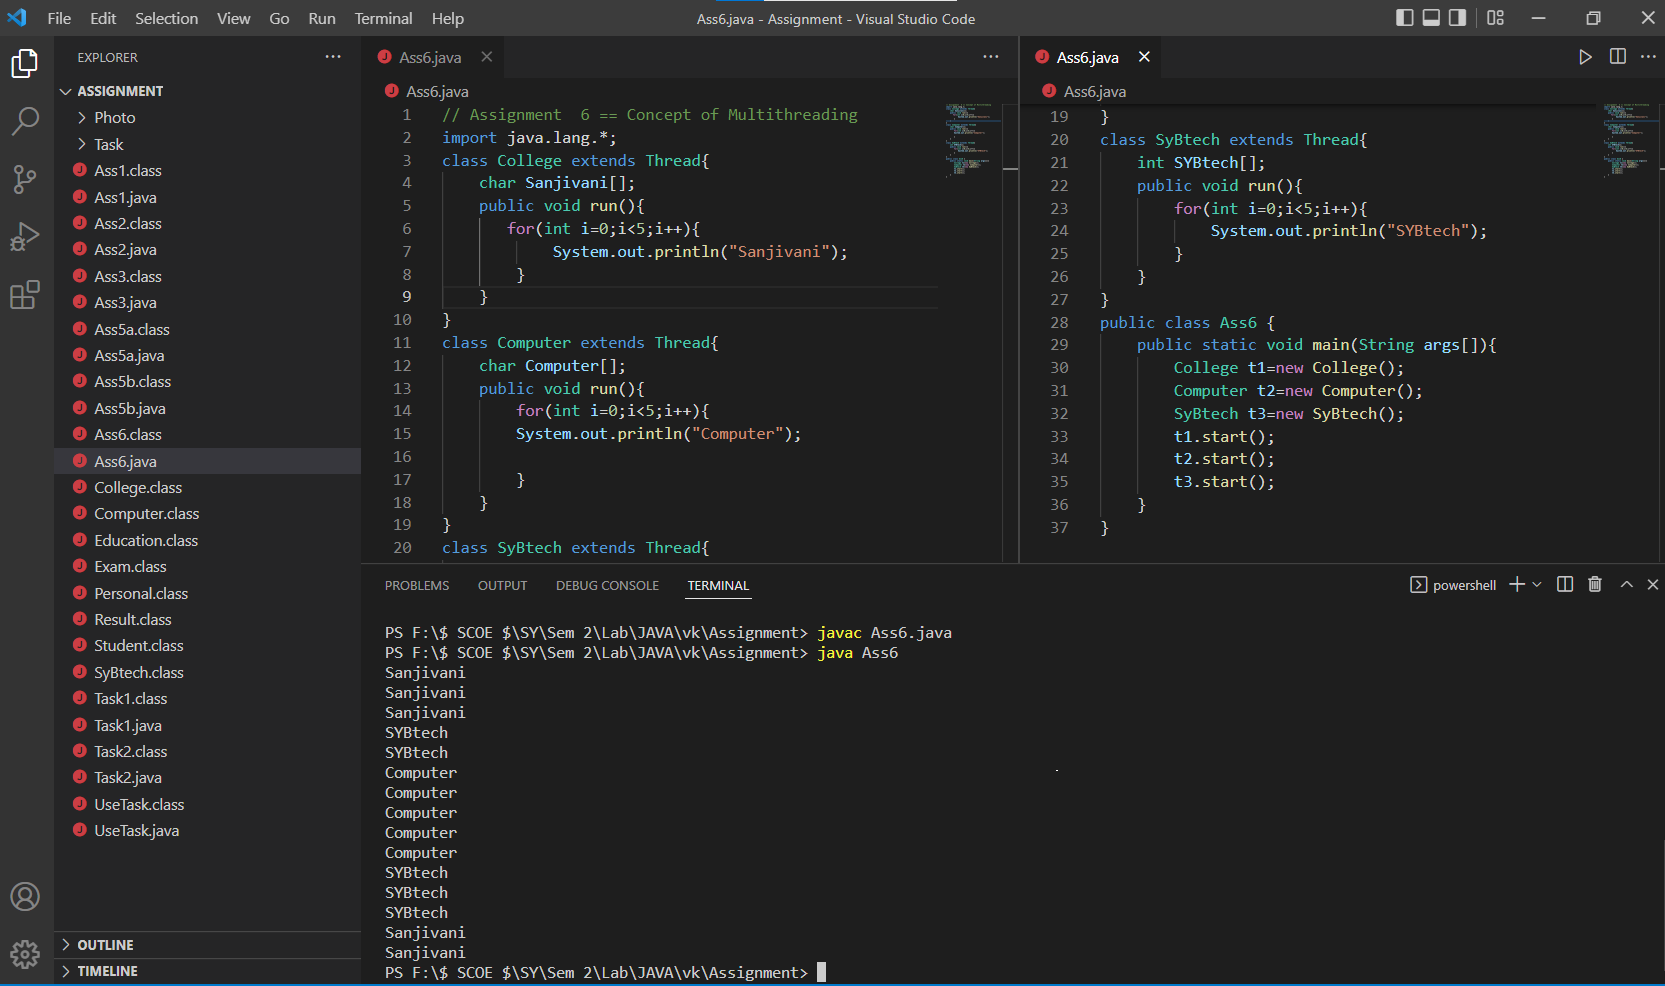 File Edit Selection View Go Run Terminal Help
Ass6.java - Assignment - Visual Studio Code
EXPLORER
ASSIGNMENT
Photo
Task
Ass1.class
Ass1.java
Ass2.class
Ass2.java
Ass3.class
Ass3.java
Ass5a.class
Ass5a.java
Ass5b.class
Ass5b.java
Ass6.class
Ass6.java
College.class
Computer.class
Education.class
Exam.class
Personal.class
Result.class
Student.class
SyBtech.class
Task1.class
Task1.java
Task2.class
Task2.java
UseTask.class
UseTask.java
OUTLINE
TIMELINE
Ass6.java
Ass6.java
1 // Assignment  6 == Concept of Multithreading
2 import java.lang.*;
3 class College extends Thread{
4     char Sanjivani[];
5     public void run(){
6        for(int i=0;i<5;i++){
7             System.out.println("Sanjivani");
8         }
9     }
10 }
11 class Computer extends Thread{
12     char Computer[];
13     public void run(){
14         for(int i=0;i<5;i++){
15         System.out.println("Computer");
16
17         }
18     }
19 }
20 class SyBtech extends Thread{
Ass6.java
Ass6.java
19 }
20 class SyBtech extends Thread{
21     int SYBtech[];
22     public void run(){
23         for(int i=0;i<5;i++){
24             System.out.println("SYBtech");
25         }
26     }
27 }
28 public class Ass6 {
29     public static void main(String args[]){
30         College t1=new College();
31         Computer t2=new Computer();
32         SyBtech t3=new SyBtech();
33         t1.start();
34         t2.start();
35         t3.start();
36     }
37 }
PROBLEMS OUTPUT DEBUG CONSOLE TERMINAL
powershell
PS F:\$ SCOE $\SY\Sem 2\Lab\JAVA\vk\Assignment> javac Ass6.java
PS F:\$ SCOE $\SY\Sem 2\Lab\JAVA\vk\Assignment> java Ass6
Sanjivani
Sanjivani
Sanjivani
SYBtech
SYBtech
Computer
Computer
Computer
Computer
Computer
SYBtech
SYBtech
SYBtech
Sanjivani
Sanjivani
PS F:\$ SCOE $\SY\Sem 2\Lab\JAVA\vk\Assignment>